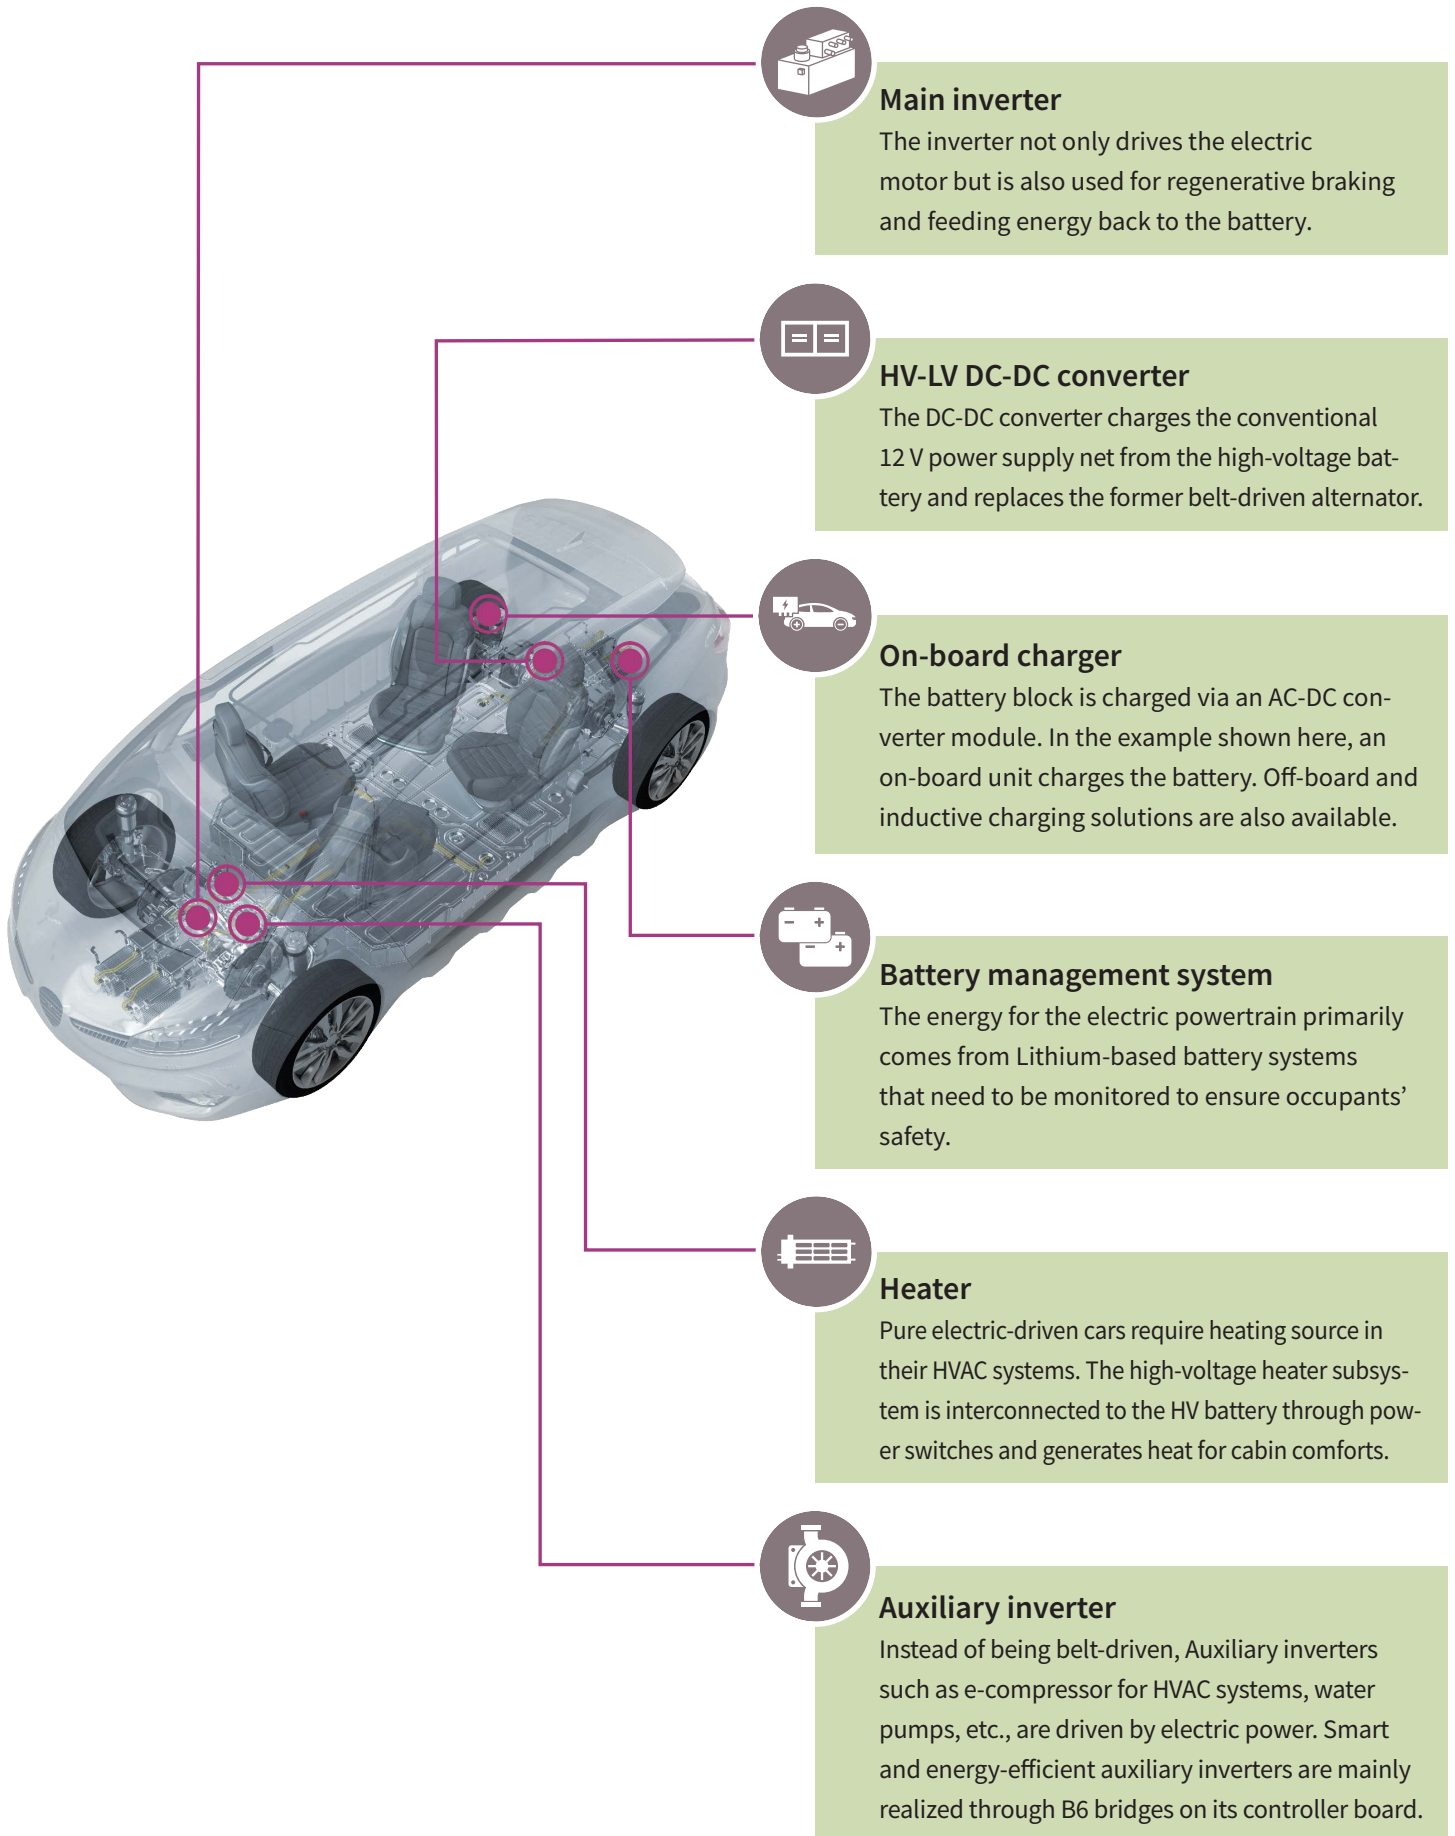 Main inverter
The inverter not only drives the electric
motor but is also used for regenerative braking
and feeding energy back to the battery.
HV-LV DC-DC converter
The DC-DC converter charges the conventional
12 V power supply net from the high-voltage bat-
tery and replaces the former belt-driven alternator.
On-board charger
The battery block is charged via an AC-DC con-
verter module. In the example shown here, an
on-board unit charges the battery. Off-board and
inductive charging solutions are also available.
Battery management system
The energy for the electric powertrain primarily
comes from Lithium-based battery systems
that need to be monitored to ensure occupants’
safety.
Heater
Pure electric-driven cars require heating source in
their HVAC systems. The high-voltage heater subsys-
tem is interconnected to the HV battery through pow-
er switches and generates heat for cabin comforts.
Auxiliary inverter
Instead of being belt-driven, Auxiliary inverters
such as e-compressor for HVAC systems, water
pumps, etc., are driven by electric power. Smart
and energy-efficient auxiliary inverters are mainly
realized through B6 bridges on its controller board.